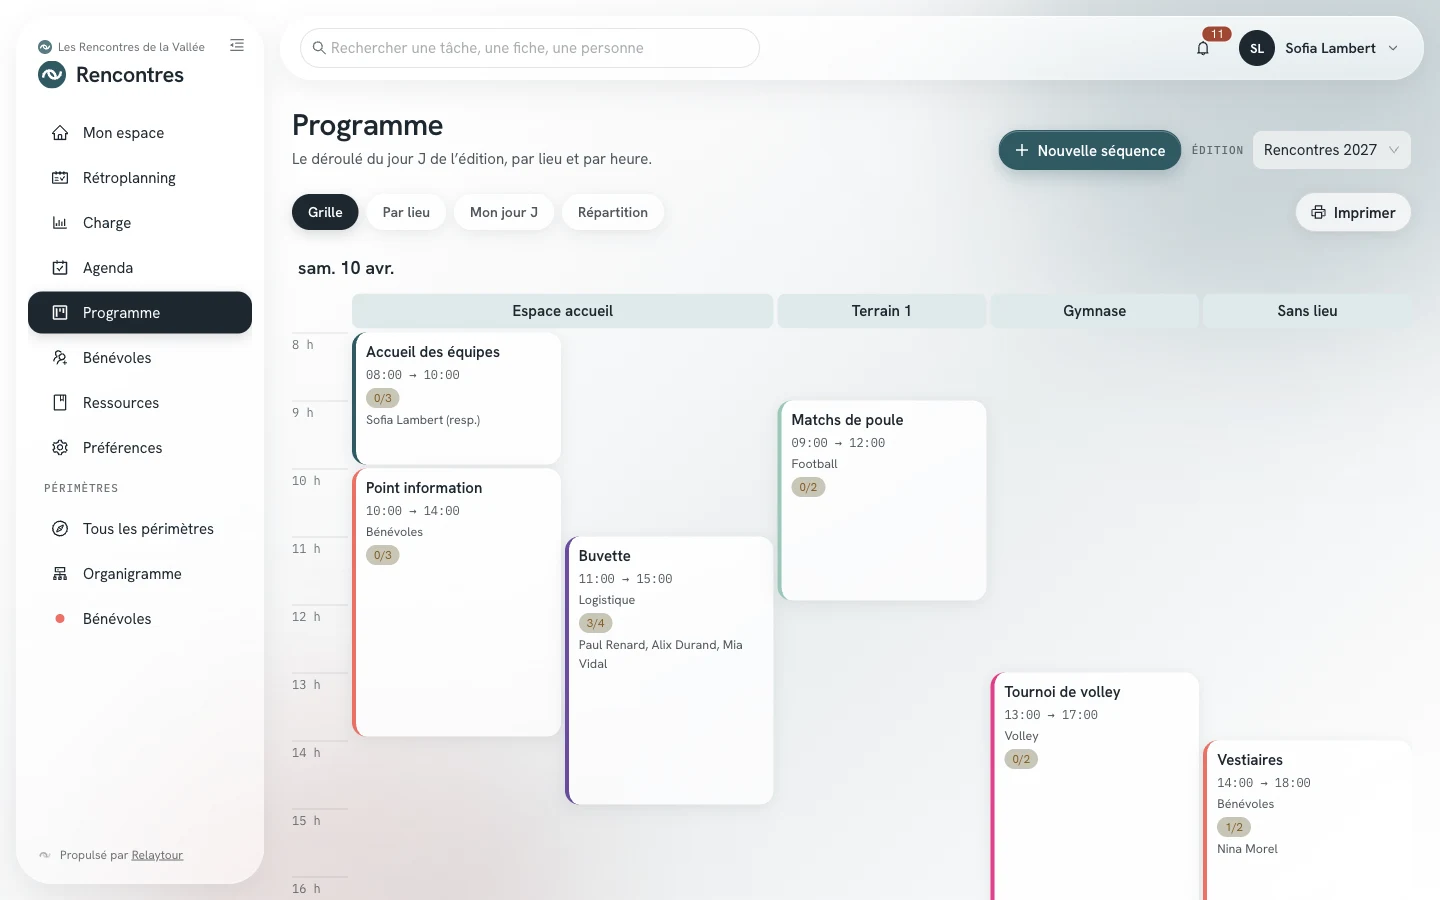 Les Rencontres de la Vallée
Rencontres
Mon espace
Rétroplanning
Charge
Agenda
Programme
Bénévoles
Ressources
Préférences
PÉRIMÈTRES
Tous les périmètres
Organigramme
Bénévoles
Propulsé par Relaytour
Rechercher une tâche, une fiche, une personne
11
SL
Sofia Lambert
Programme
Le déroulé du jour J de l’édition, par lieu et par heure.
Nouvelle séquence
ÉDITION
Rencontres 2027
Grille
Par lieu
Mon jour J
Répartition
Imprimer
sam. 10 avr.
Espace accueil
Terrain 1
Gymnase
Sans lieu
8 h
9 h
10 h
11 h
12 h
13 h
14 h
15 h
16 h
Accueil des équipes
08:00 → 10:00
0/3
Sofia Lambert (resp.)
Point information
10:00 → 14:00
Bénévoles
0/3
Buvette
11:00 → 15:00
Logistique
3/4
Paul Renard, Alix Durand, Mia
Vidal
Matchs de poule
09:00 → 12:00
Football
0/2
Tournoi de volley
13:00 → 17:00
Volley
0/2
Vestiaires
14:00 → 18:00
Bénévoles
1/2
Nina Morel